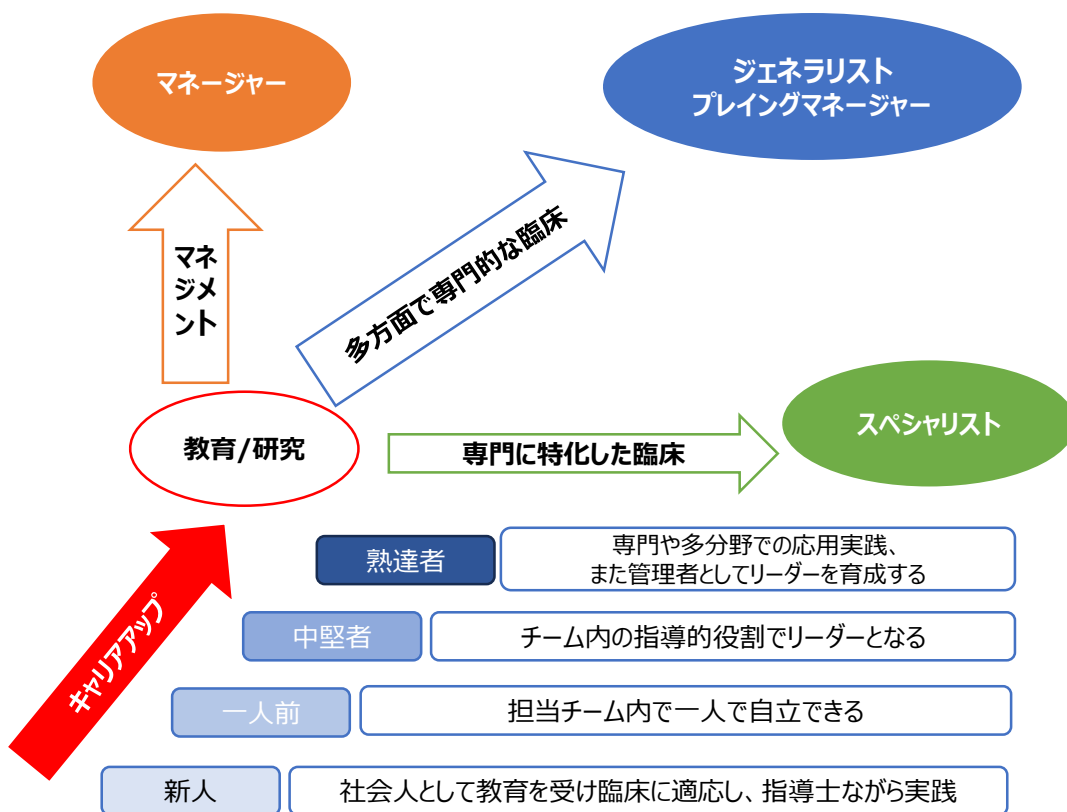 マネージャー
ジェネラリスト
プレイングマネージャー
マネ
ジメ
ント
多方面で専門的な臨床
教育/研究
専門に特化した臨床
スペシャリスト
キャリアアップ
熟達者
専門や多分野での応用実践、
また管理者としてリーダーを育成する
中堅者
チーム内の指導的役割でリーダーとなる
一人前
担当チーム内で一人で自立できる
新人
社会人として教育を受け臨床に適応し、指導士ながら実践